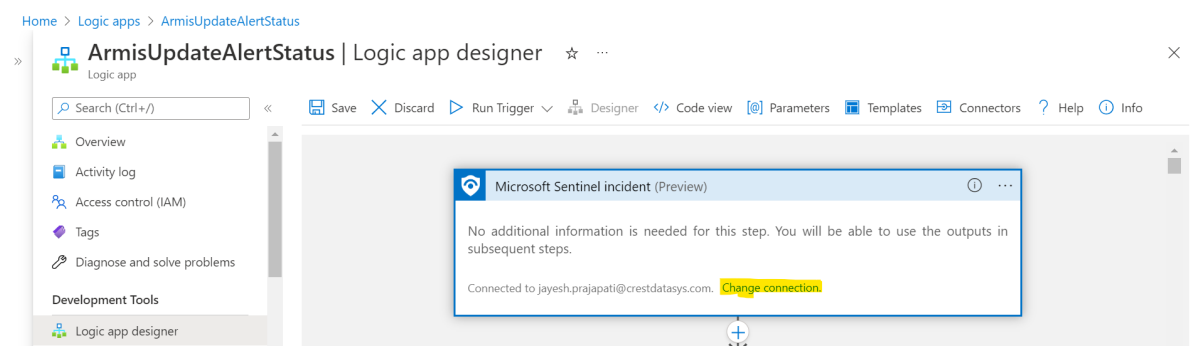 Home > Logic apps > ArmisUpdateAlertStatus
»
ArmisUpdateAlertStatus | Logic app designer ☆ ...
Logic app
×
Search (Ctrl+/)
«
Save Discard Run Trigger Designer </> Code view [@] Parameters Templates Connectors ? Help Info
Overview
Activity log
Access control (IAM)
Tags
Diagnose and solve problems
Development Tools
Logic app designer
Microsoft Sentinel incident (Preview)
No additional information is needed for this step. You will be able to use the outputs in
subsequent steps.
Connected to jayesh.prajapati@crestdatasys.com. Change connection.